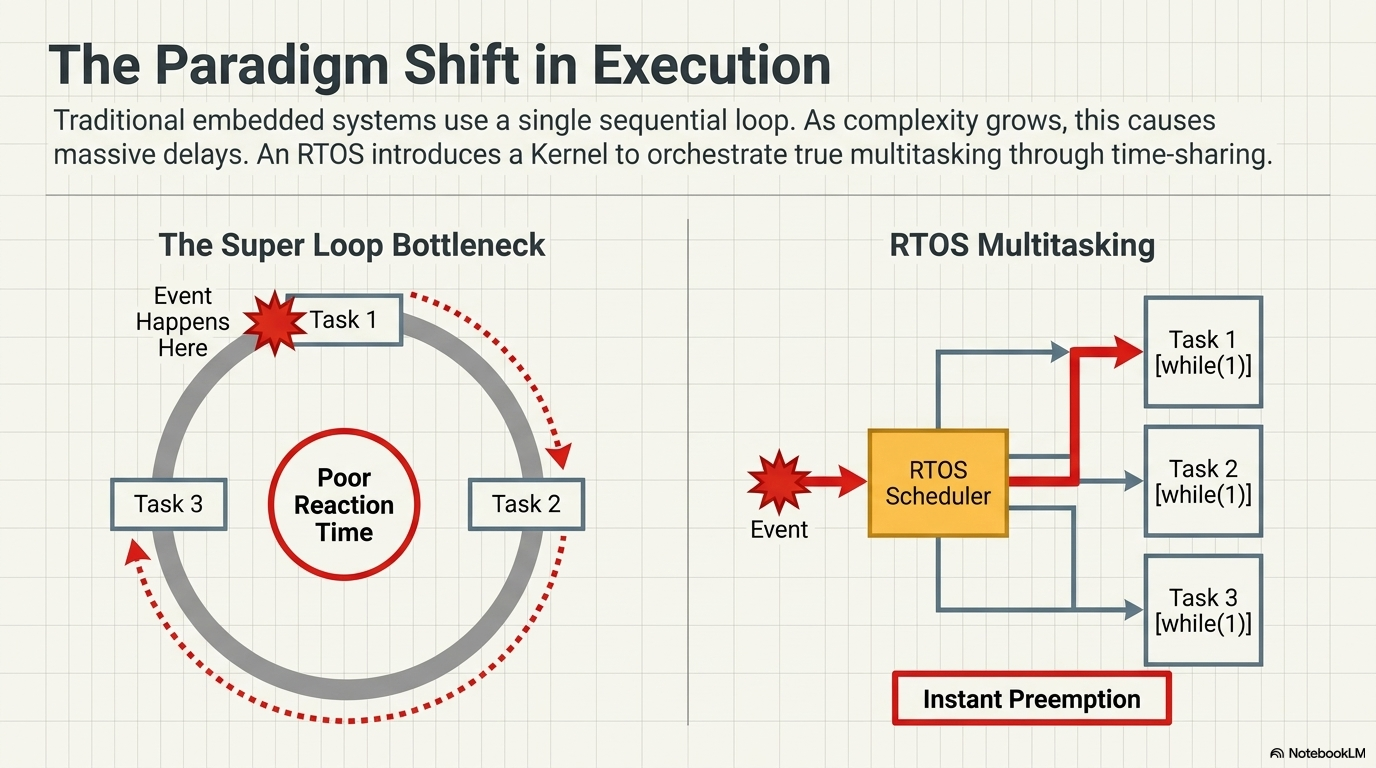 The Paradigm Shift in Execution
Traditional embedded systems use a single sequential loop. As complexity grows, this causes
massive delays. An RTOS introduces a Kernel to orchestrate true multitasking through time-sharing.
The Super Loop Bottleneck
Event
Happens
Here
Task 1
Poor
Reaction
Time
Task 3
Task 2
RTOS Multitasking
Event
RTOS
Scheduler
Task 1
[while(1)]
Task 2
[while(1)]
Task 3
[while(1)]
Instant Preemption
NotebookLM